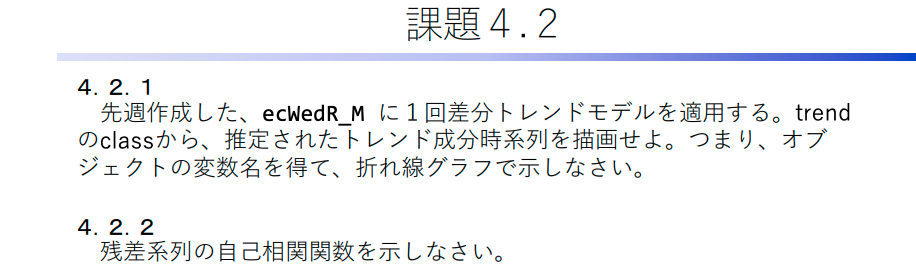 課題４.２
４．２．１
先週作成した、ecWedR_M に１回差分トレンドモデルを適用する。trend
のclassから、推定されたトレンド成分時系列を描画せよ。つまり、オブ
ジェクトの変数名を得て、折れ線グラフで示しなさい。
４．２．２
残差系列の自己相関関数を示しなさい。